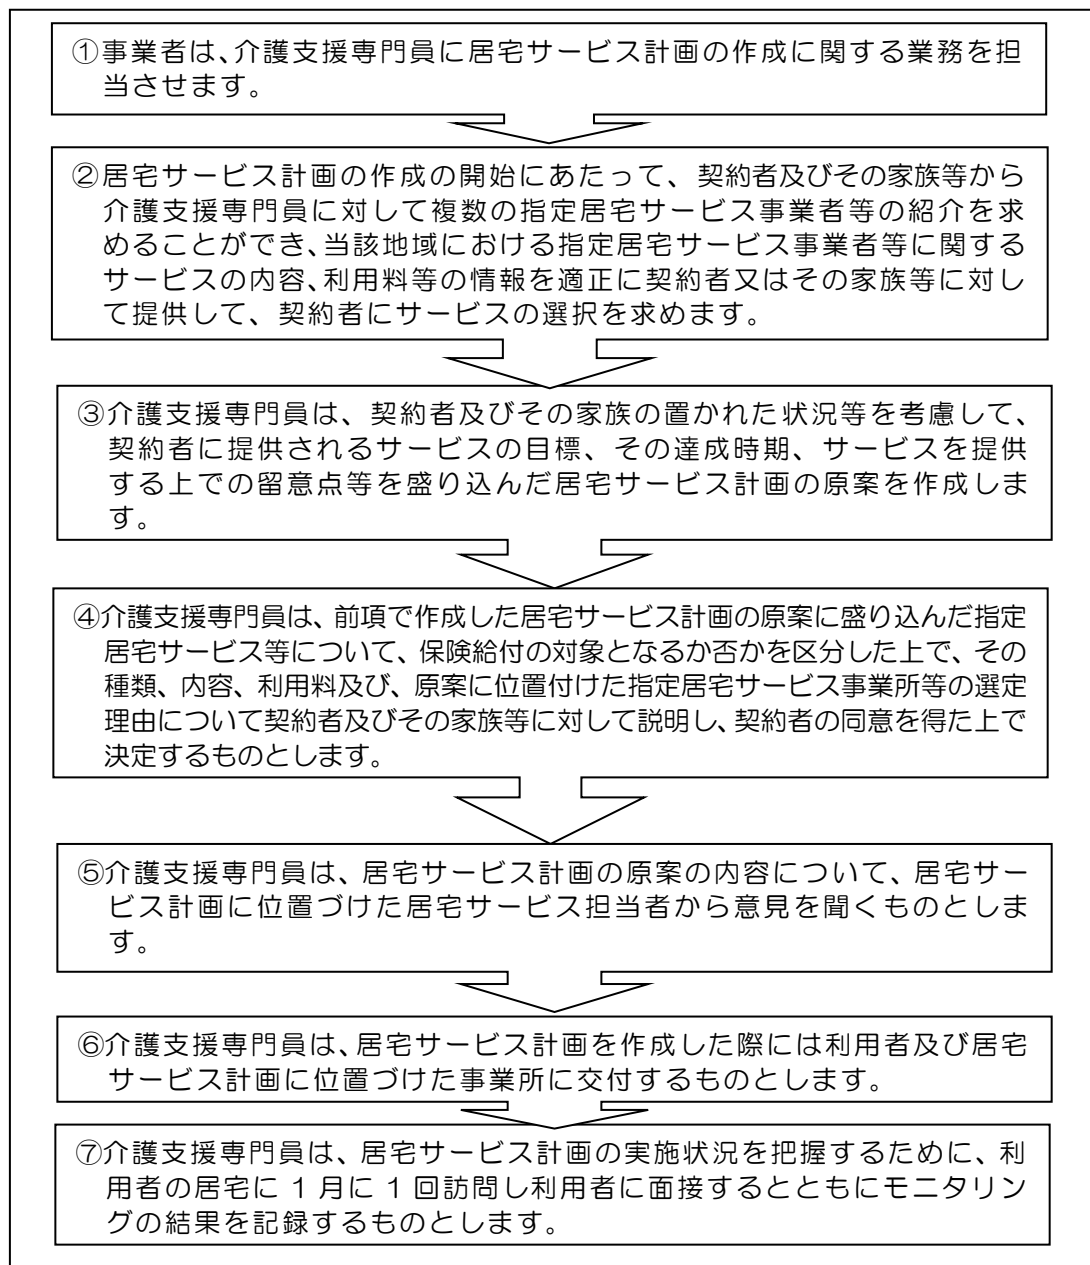 ①事業者は、介護支援専門員に居宅サービス計画の作成に関する業務を担
当させます。
②居宅サービス計画の作成の開始にあたって、契約者及びその家族等から
介護支援専門員に対して複数の指定居宅サービス事業者等の紹介を求
めることができ、当該地域における指定居宅サービス事業者等に関する
サービスの内容、利用料等の情報を適正に契約者又はその家族等に対し
て提供して、契約者にサービスの選択を求めます。
③介護支援専門員は、契約者及びその家族の置かれた状況等を考慮して、
契約者に提供されるサービスの目標、その達成時期、サービスを提供
する上での留意点等を盛り込んだ居宅サービス計画の原案を作成しま
す。
④介護支援専門員は、前項で作成した居宅サービス計画の原案に盛り込んだ指定
居宅サービス等について、保険給付の対象となるか否かを区分した上で、その
種類、内容、利用料及び、原案に位置付けた指定居宅サービス事業所等の選定
理由について契約者及びその家族等に対して説明し、契約者の同意を得た上で
決定するものとします。
⑤介護支援専門員は、居宅サービス計画の原案の内容について、居宅サー
ビス計画に位置づけた居宅サービス担当者から意見を聞くものとしま
す。
⑥介護支援専門員は、居宅サービス計画を作成した際には利用者及び居宅
サービス計画に位置づけた事業所に交付するものとします。
⑦介護支援専門員は、居宅サービス計画の実施状況を把握するために、利
用者の居宅に 1 月に 1 回訪問し利用者に面接するとともにモニタリン
グの結果を記録するものとします。